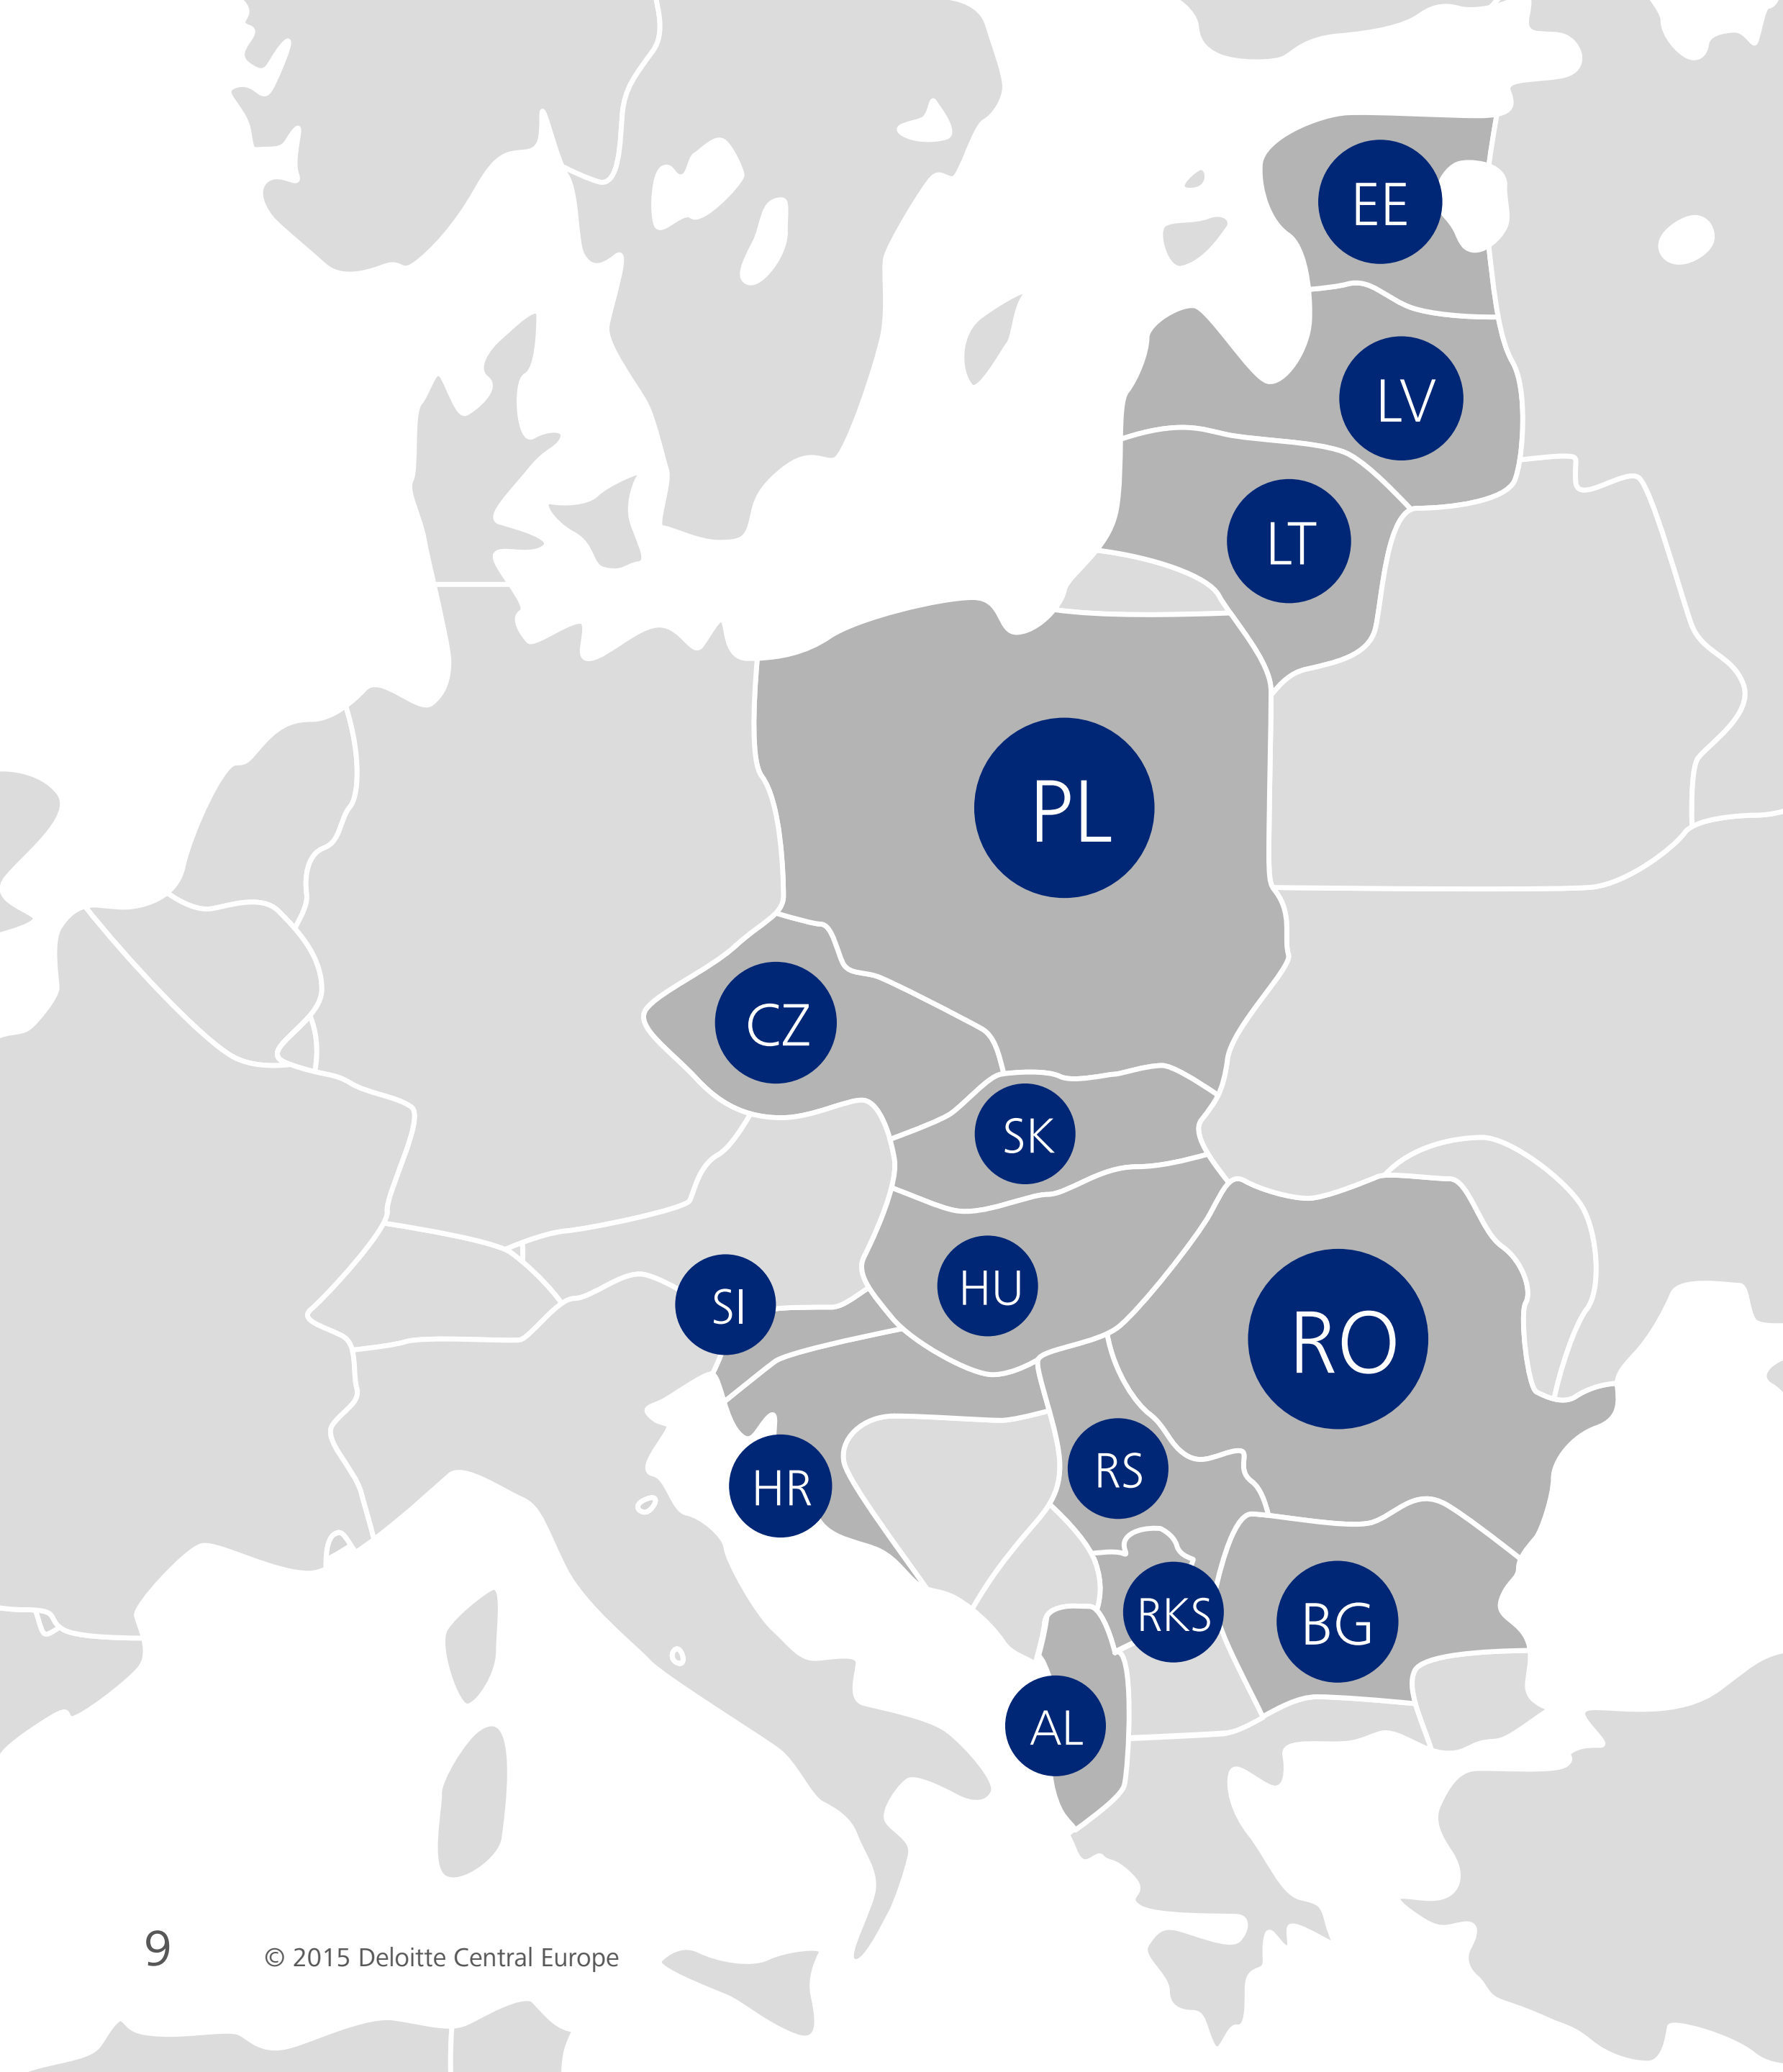 EE
LV
LT
PL
CZ
SK
HU
SI
RO
RS
HR
RKS
BG
AL
9
© 2015 Deloitte Central Europe